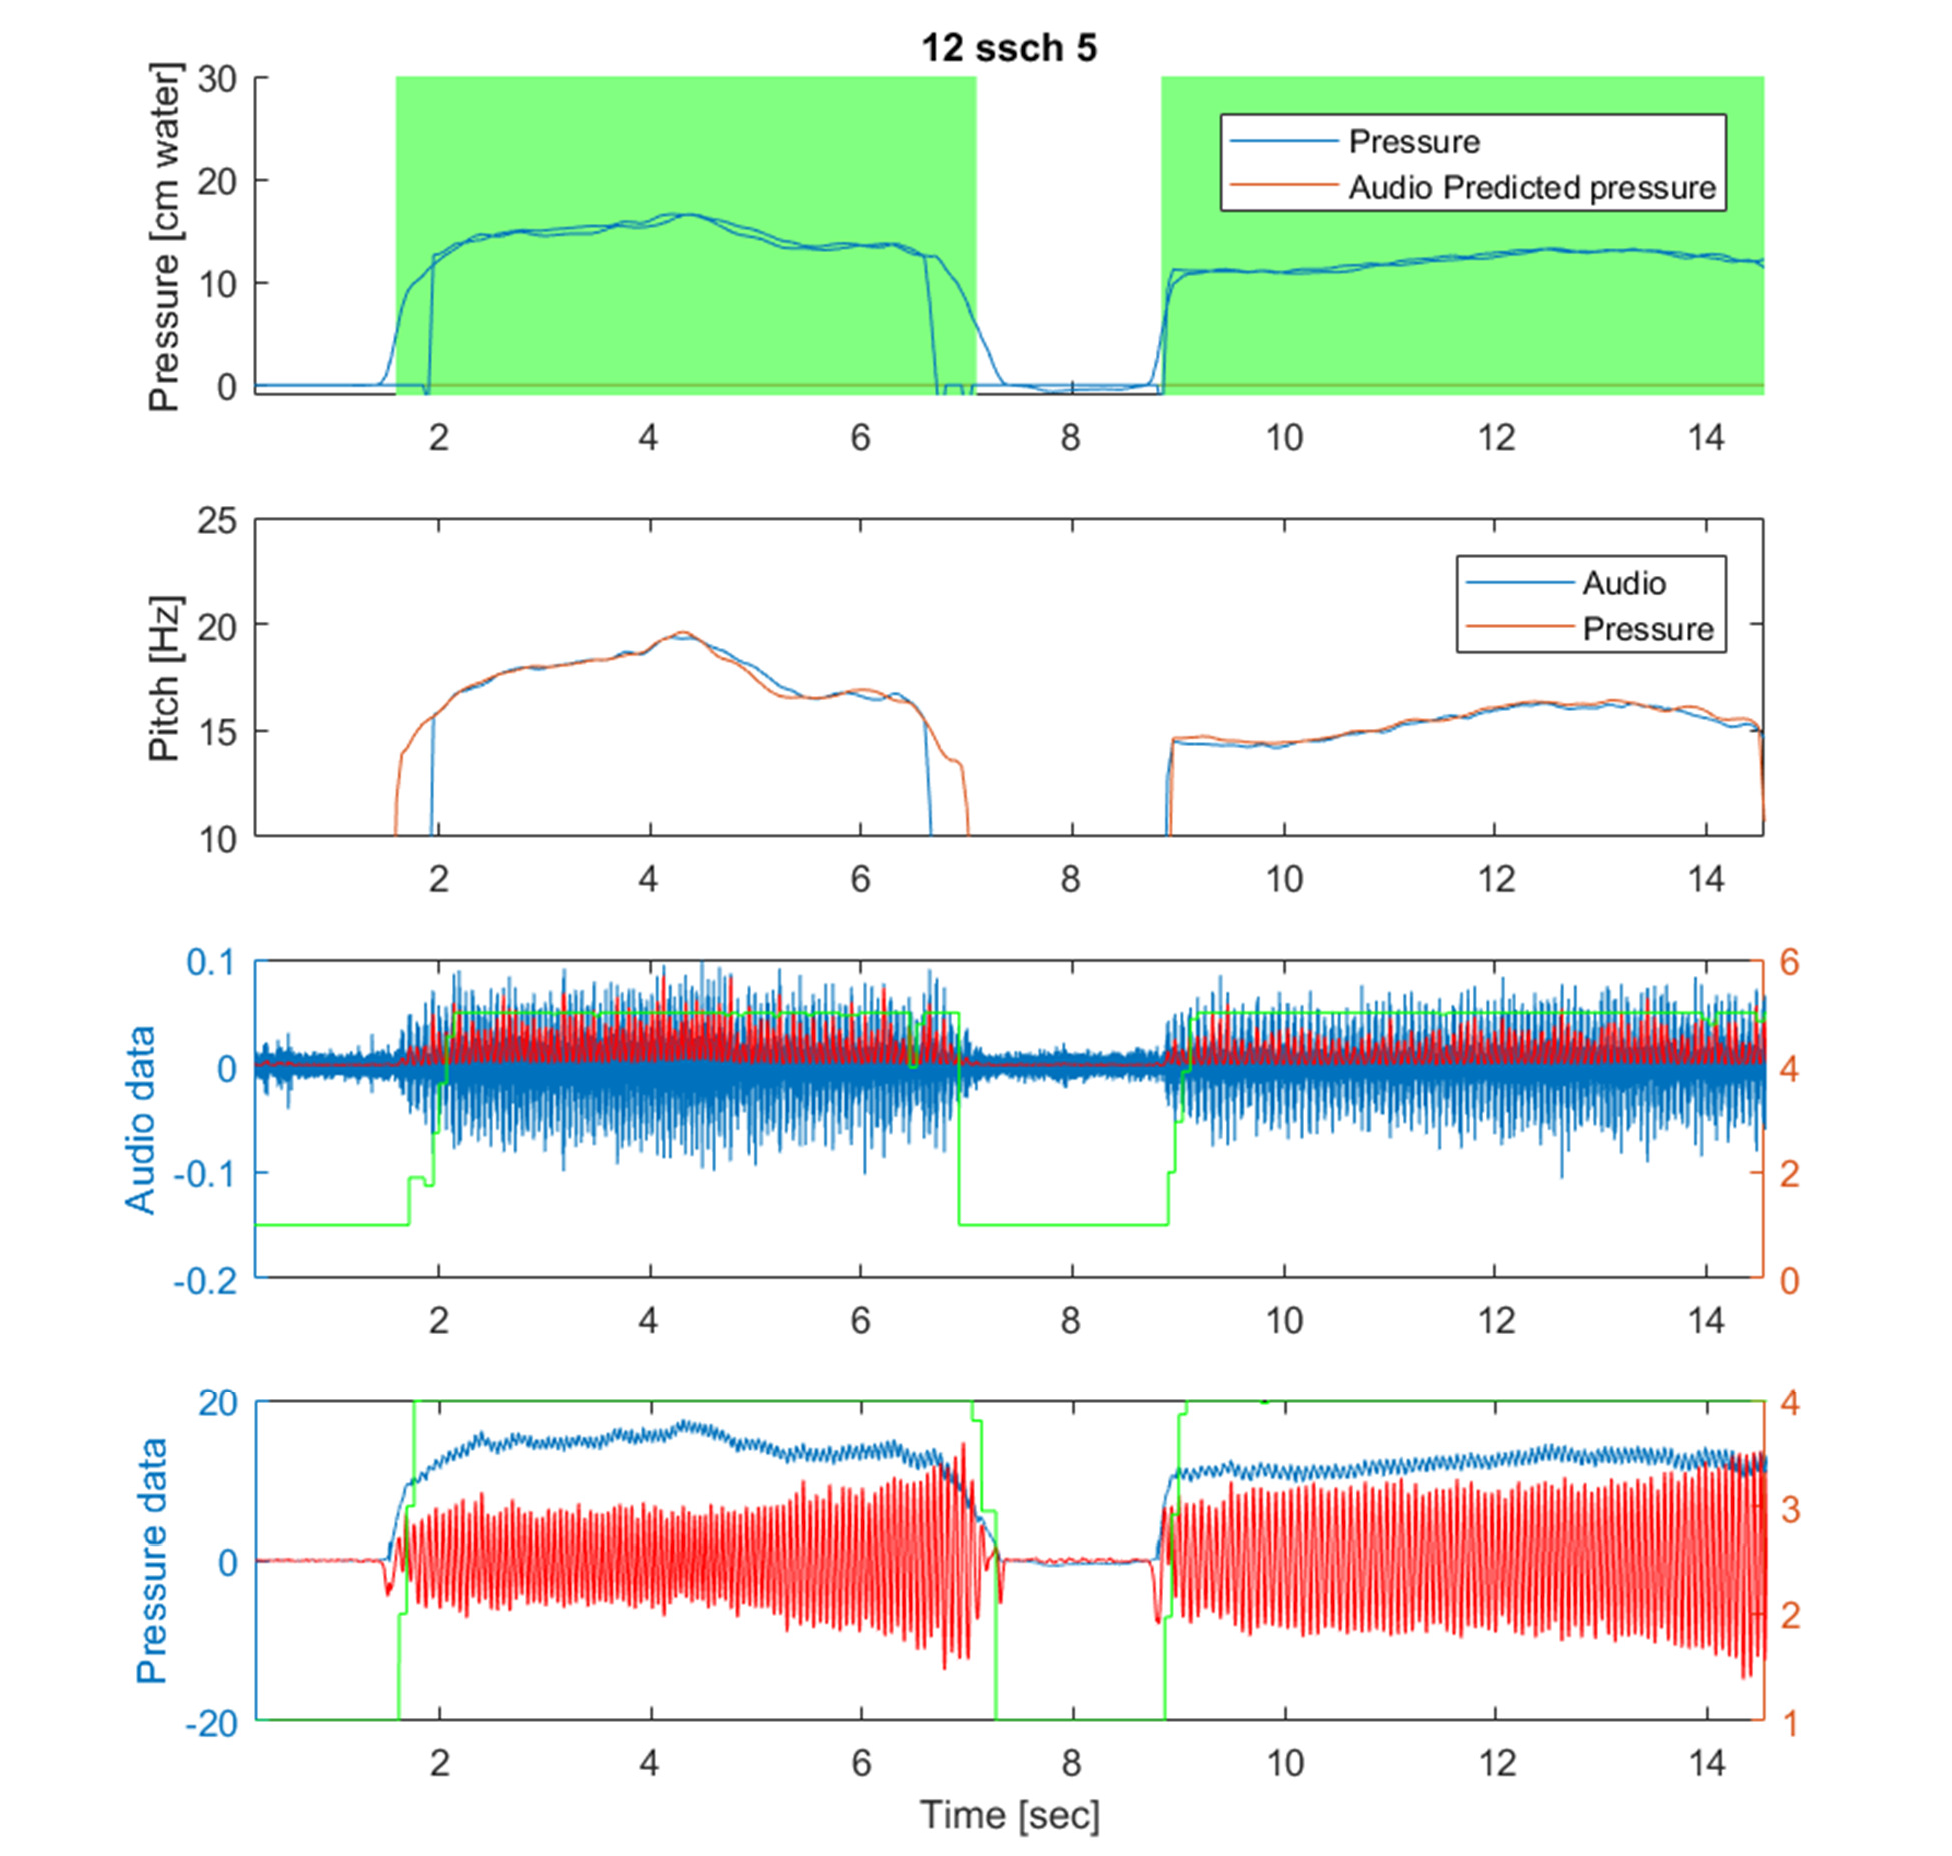 12 ssch 5
Pressure [cm water]
30
20
10
0
Pressure
Audio Predicted pressure
2 4 6 8 10 12 14
Pitch [Hz]
25
20
15
10
Audio
Pressure
2 4 6 8 10 12 14
Audio data
0.1
0
-0.1
-0.2
6
4
2
0
2 4 6 8 10 12 14
Pressure data
20
0
-20
4
3
2
1
2 4 6 8 10 12 14
Time [sec]